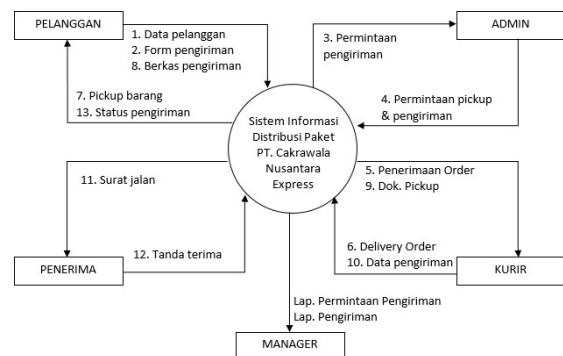 PELANGGAN
1. Data pelanggan
2. Form pengiriman
8. Berkas pengiriman
3. Permintaan
pengiriman
ADMIN
7. Pickup barang
13. Status pengiriman
4. Permintaan pickup
& pengiriman
Sistem Informasi
Distribusi Paket
PT. Cakrawala
Nusantara
Express
11. Surat jalan
5. Penerimaan Order
9. Dok. Pickup
12. Tanda terima
6. Delivery Order
10. Data pengiriman
PENERIMA
KURIR
Lap. Permintaan Pengiriman
Lap. Pengiriman
MANAGER